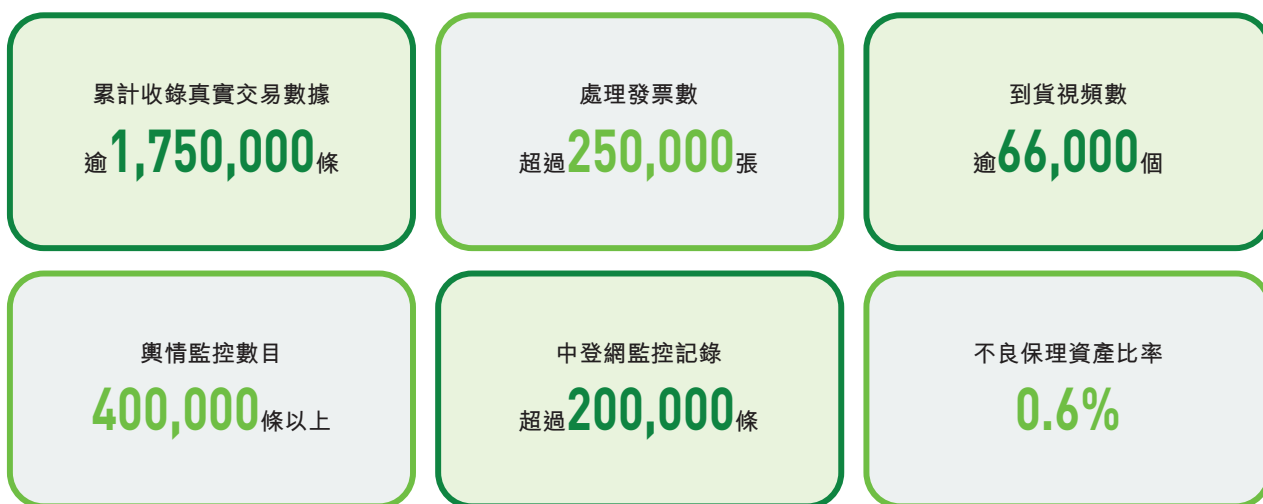 累計收錄真實交易數據
逾1,750,000條
處理發票數
超過250,000張
到貨視頻數
逾66,000個
輿情監控數目
400,000條以上
中登網監控記錄
超過200,000條
不良保理資產比率
0.6%